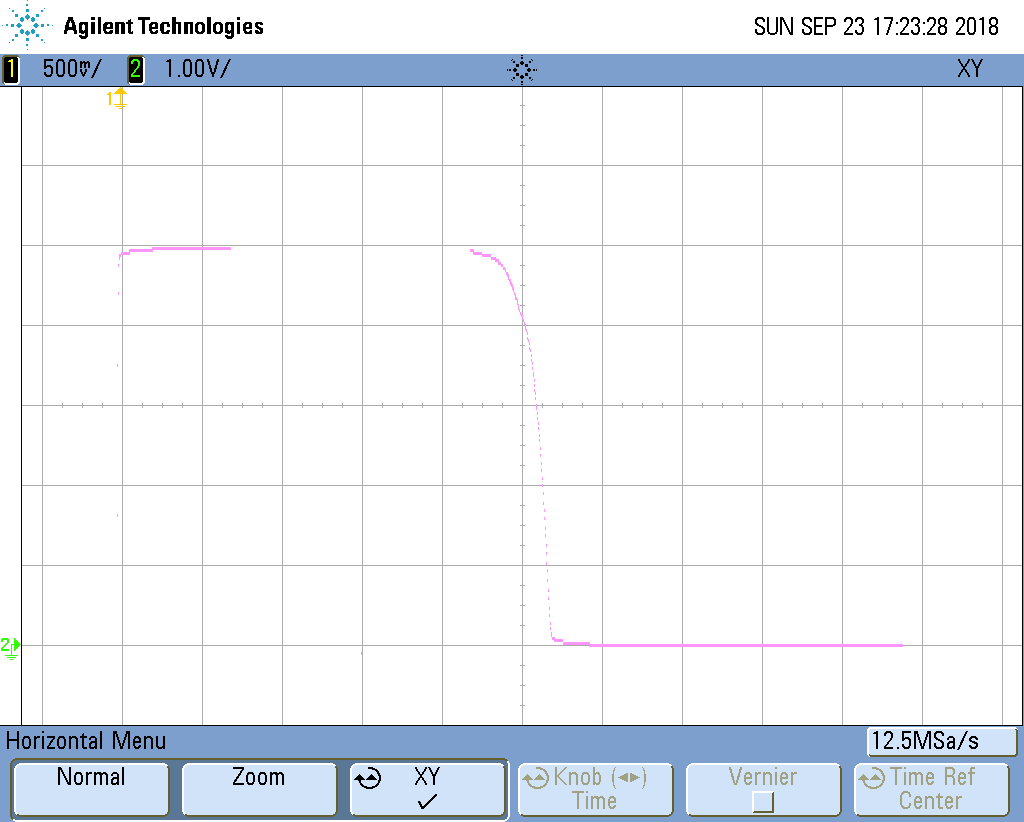 Agilent Technologies SUN SEP 23 17:23:28 2018
1 500mV/ 2 1.00V/ XY
1
2
Horizontal Menu 12.5MSa/s
Normal Zoom XY Knob (◂▸) Vernier Time Ref
✓ Time Center